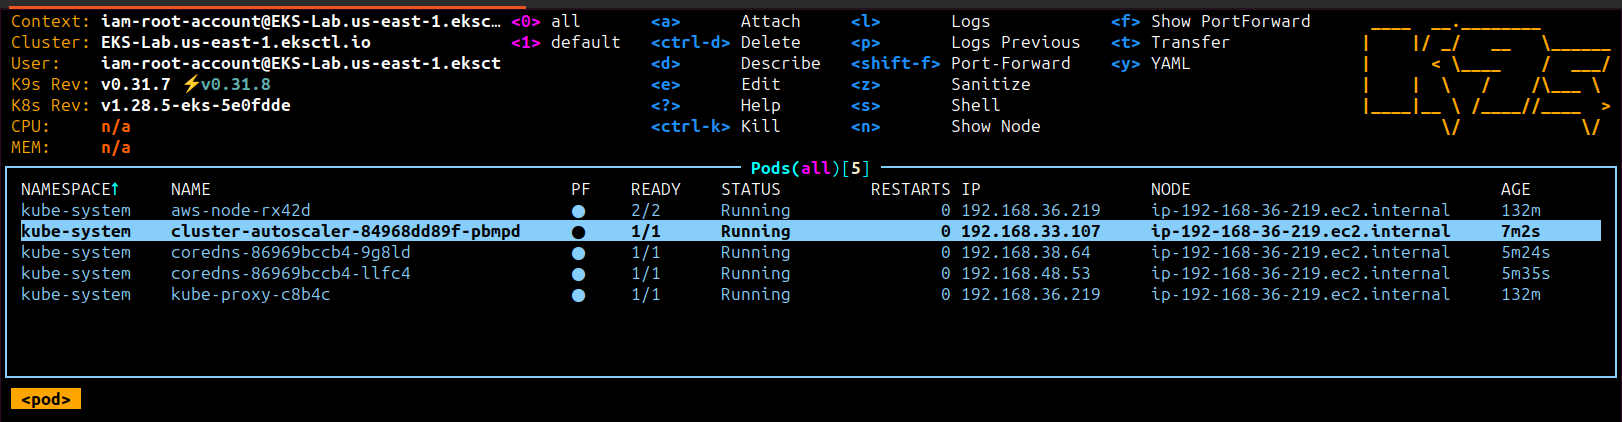 Context: iam-root-account@EKS-Lab.us-east-1.eksc… <0> all <a> Attach <l> Logs <f> Show PortForward
Cluster: EKS-Lab.us-east-1.eksctl.io <1> default <ctrl-d> Delete <p> Logs Previous <t> Transfer
User: iam-root-account@EKS-Lab.us-east-1.eksct <d> Describe <shift-f> Port-Forward <y> YAML
K9s Rev: v0.31.7 ⚡v0.31.8 <e> Edit <z> Sanitize
K8s Rev: v1.28.5-eks-5e0fdde <?> Help <s> Shell
CPU: n/a <ctrl-k> Kill <n> Show Node
MEM: n/a
Pods(all)[5]
NAMESPACE↑ NAME PF READY STATUS RESTARTS IP NODE AGE
kube-system aws-node-rx42d ● 2/2 Running 0 192.168.36.219 ip-192-168-36-219.ec2.internal 132m
kube-system cluster-autoscaler-84968dd89f-pbmpd ● 1/1 Running 0 192.168.33.107 ip-192-168-36-219.ec2.internal 7m2s
kube-system coredns-86969bccb4-9g8ld ● 1/1 Running 0 192.168.38.64 ip-192-168-36-219.ec2.internal 5m24s
kube-system coredns-86969bccb4-llfc4 ● 1/1 Running 0 192.168.48.53 ip-192-168-36-219.ec2.internal 5m35s
kube-system kube-proxy-c8b4c ● 1/1 Running 0 192.168.36.219 ip-192-168-36-219.ec2.internal 132m
<pod>